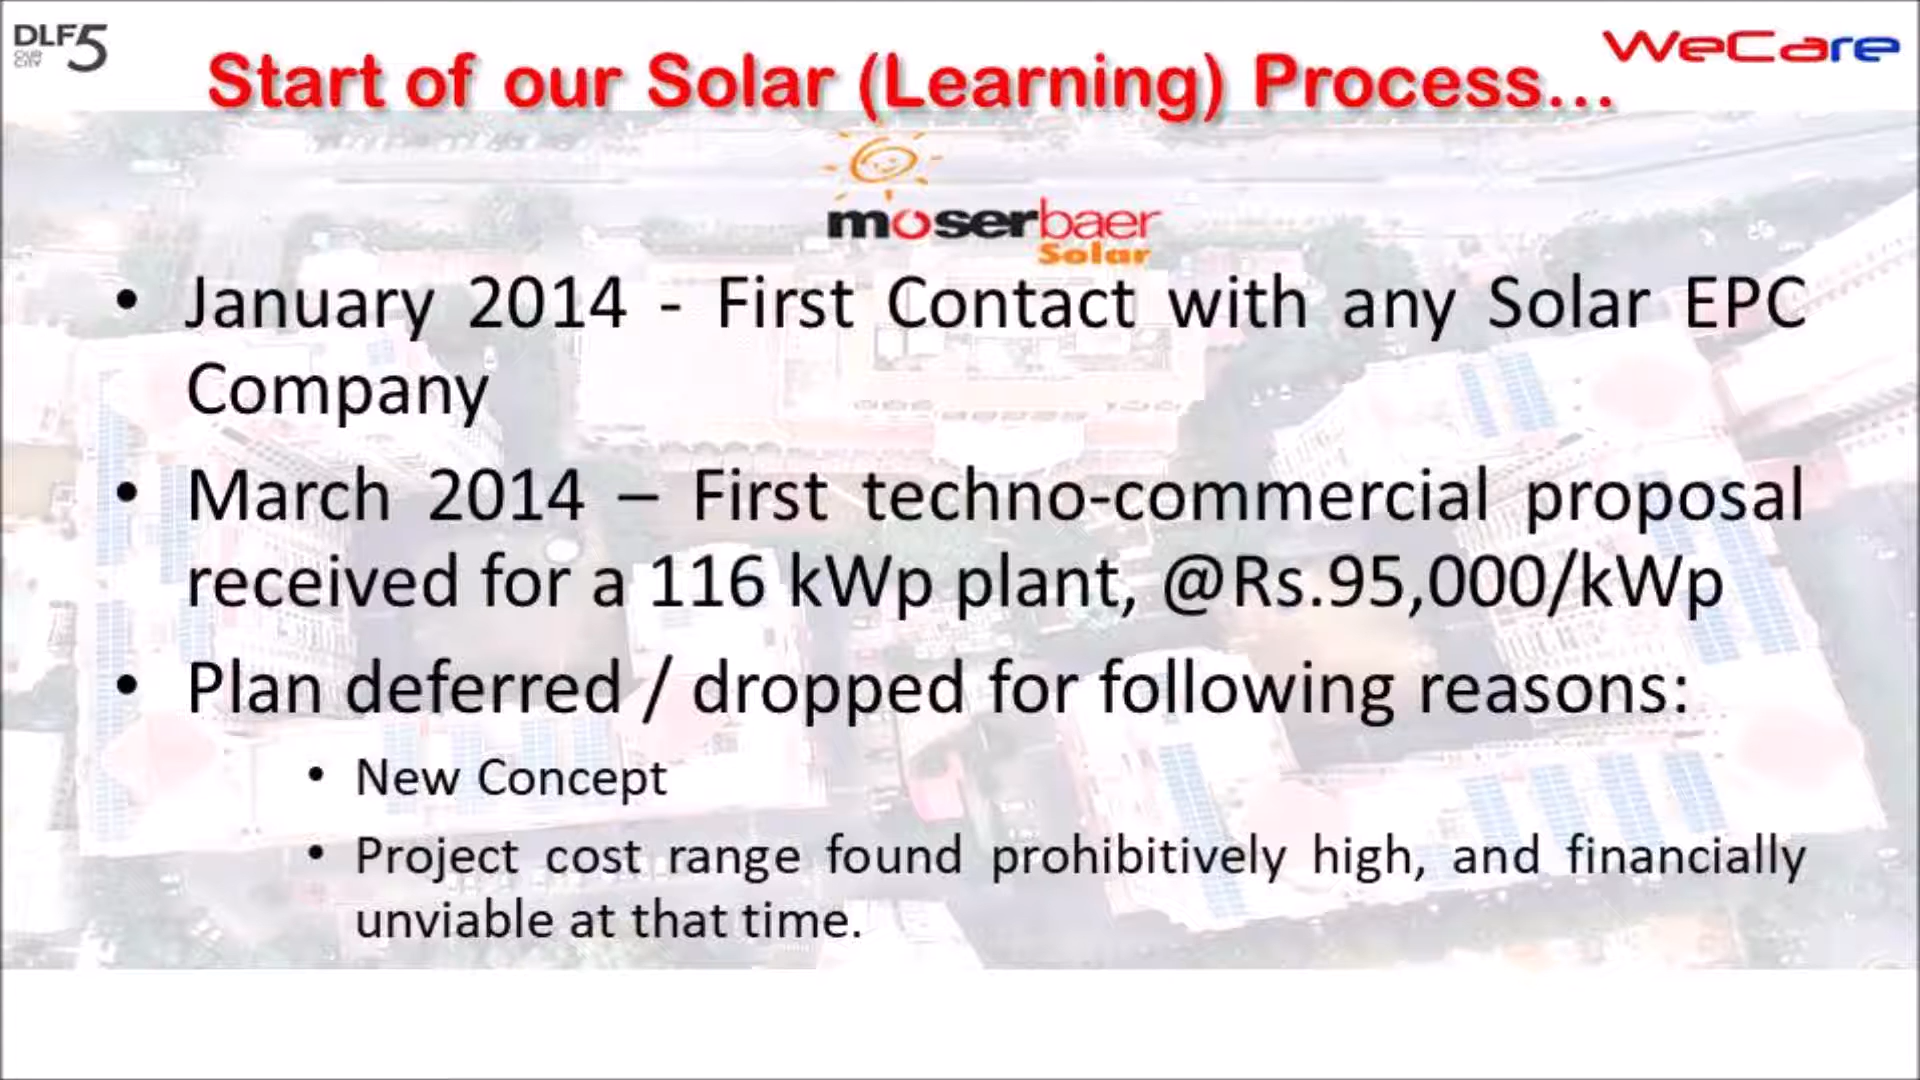 DLF5
OUR
CITY
WeCare
Start of our Solar (Learning) Process...
moserbaer
Solar
• January 2014 - First Contact with any Solar EPC
Company
• March 2014 – First techno-commercial proposal
received for a 116 kWp plant, @Rs.95,000/kWp
• Plan deferred / dropped for following reasons:
• New Concept
• Project cost range found prohibitively high, and financially
unviable at that time.